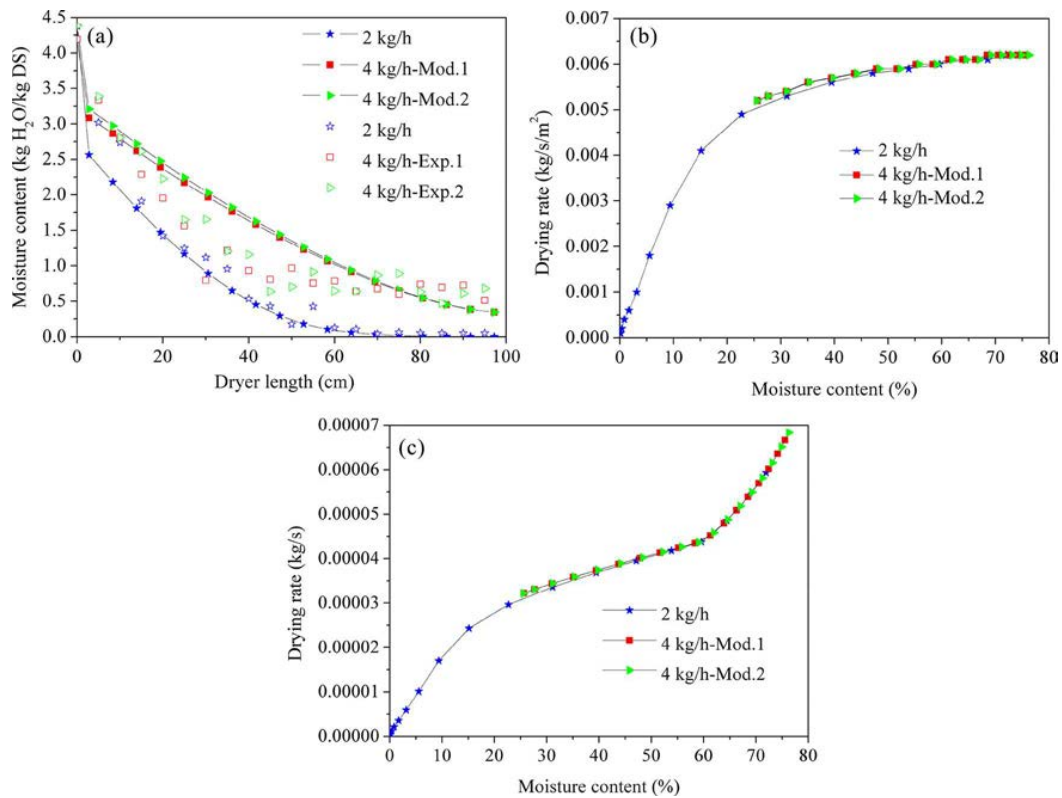 (a)
4.5
4.0
3.5
3.0
2.5
2.0
1.5
1.0
0.5
0.0
Moisture content (kg H₂O/kg DS)
0 20 40 60 80 100
Dryer length (cm)
2 kg/h
4 kg/h-Mod.1
4 kg/h-Mod.2
2 kg/h
4 kg/h-Exp.1
4 kg/h-Exp.2
(b)
0.007
0.006
0.005
0.004
0.003
0.002
0.001
0.000
Drying rate (kg/s/m²)
0 10 20 30 40 50 60 70 80
Moisture content (%)
2 kg/h
4 kg/h-Mod.1
4 kg/h-Mod.2
(c)
0.00007
0.00006
0.00005
0.00004
0.00003
0.00002
0.00001
0.00000
Drying rate (kg/s)
0 10 20 30 40 50 60 70 80
Moisture content (%)
2 kg/h
4 kg/h-Mod.1
4 kg/h-Mod.2